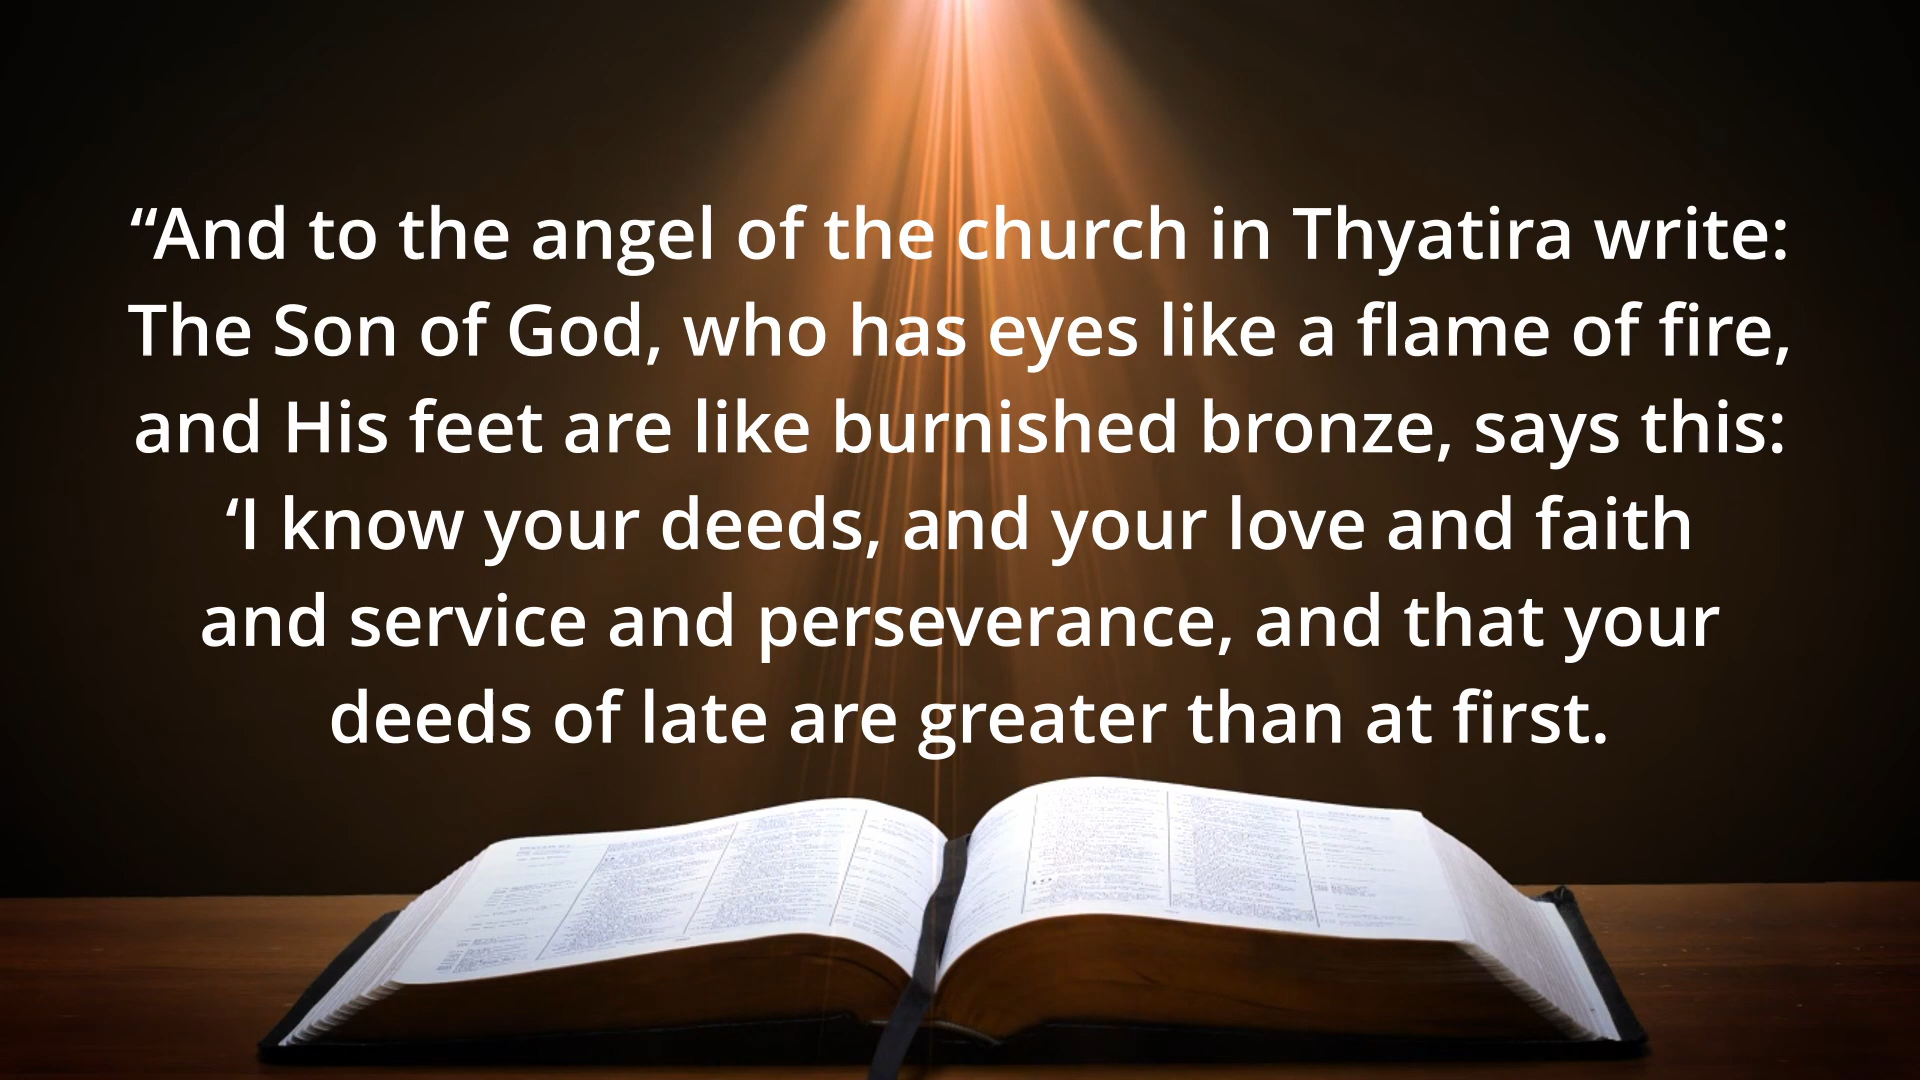 “And to the angel of the church in Thyatira write:
The Son of God, who has eyes like a flame of fire,
and His feet are like burnished bronze, says this:
‘I know your deeds, and your love and faith
and service and perseverance, and that your
deeds of late are greater than at first.